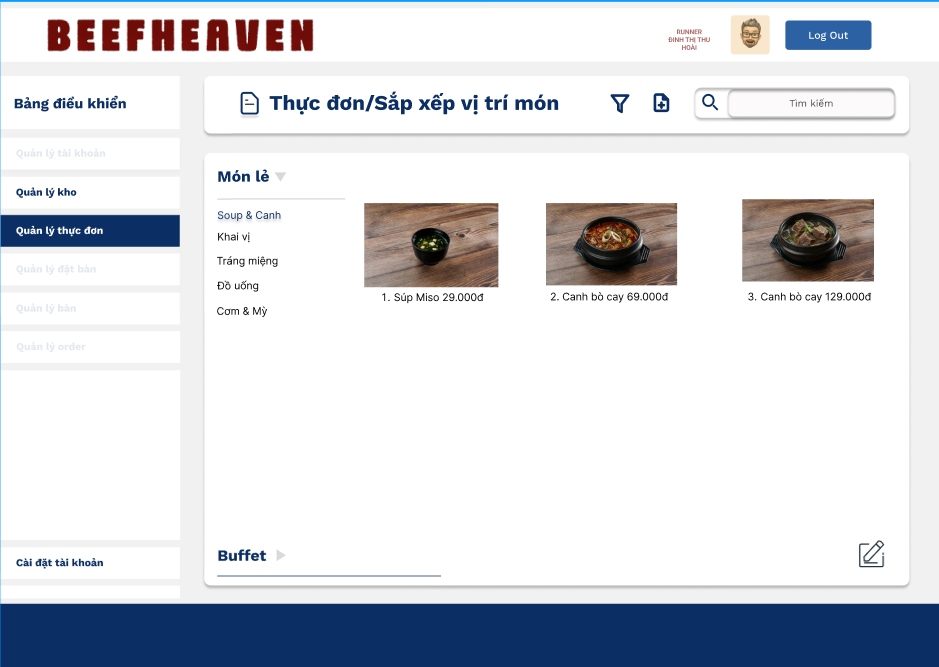 BEEFHEAVEN
RUNNER
ĐINH THỊ THU
HOÀI
Log Out
Bảng điều khiển
Quản lý tài khoản
Quản lý kho
Quản lý thực đơn
Quản lý đặt bàn
Quản lý bàn
Quản lý order
Cài đặt tài khoản
Thực đơn/Sắp xếp vị trí món
Tìm kiếm
Món lẻ
Soup & Canh
Khai vị
Tráng miệng
Đồ uống
Cơm & Mỳ
1. Súp Miso 29.000đ
2. Canh bò cay 69.000đ
3. Canh bò cay 129.000đ
Buffet